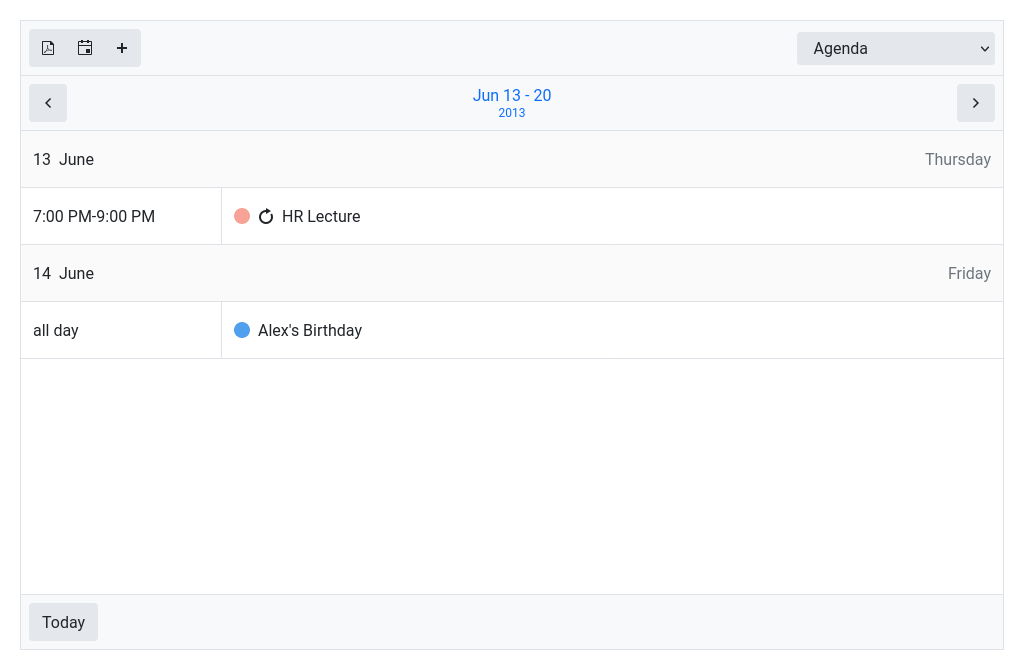 Agenda
Jun 13 - 20
2013
13 June Thursday
7:00 PM-9:00 PM HR Lecture
14 June Friday
all day Alex's Birthday
Today